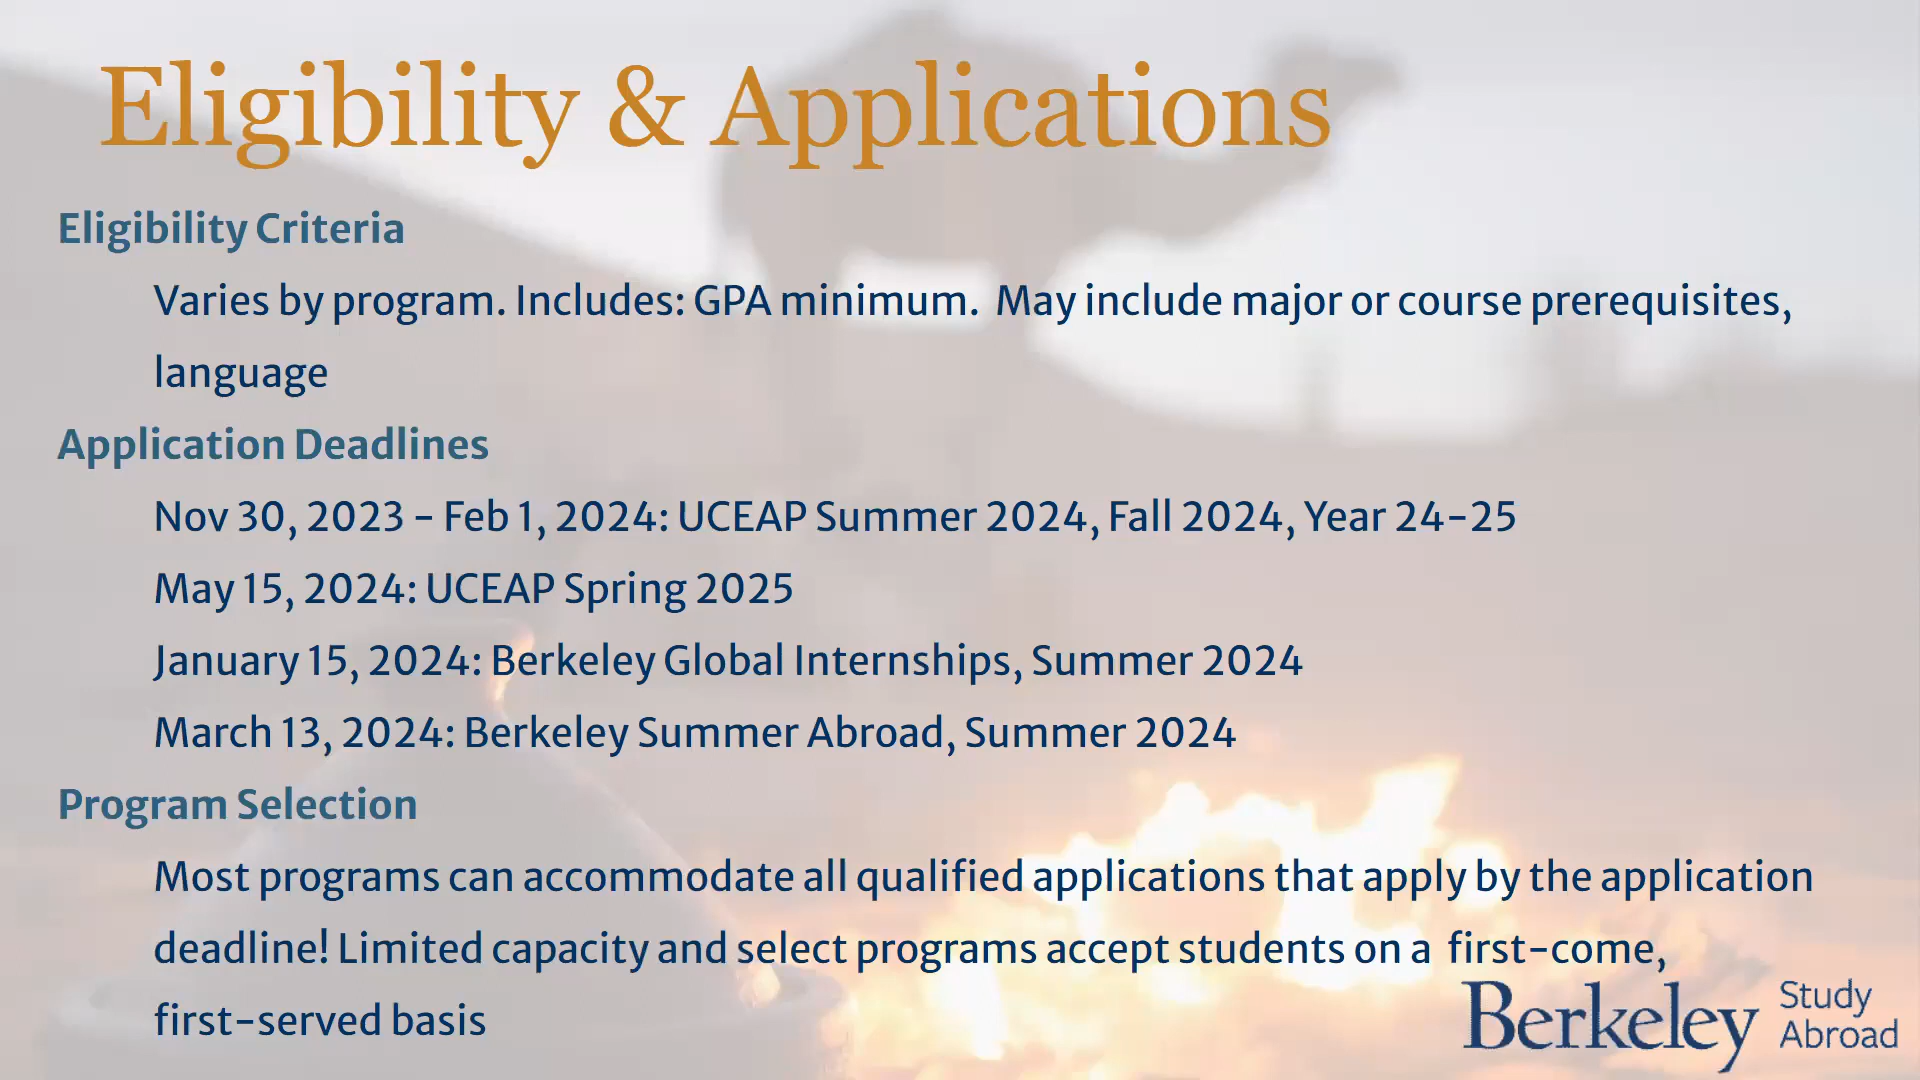 Eligibility & Applications
Eligibility Criteria
Varies by program. Includes: GPA minimum.  May include major or course prerequisites,
language
Application Deadlines
Nov 30, 2023 - Feb 1, 2024: UCEAP Summer 2024, Fall 2024, Year 24-25
May 15, 2024: UCEAP Spring 2025
January 15, 2024: Berkeley Global Internships, Summer 2024
March 13, 2024: Berkeley Summer Abroad, Summer 2024
Program Selection
Most programs can accommodate all qualified applications that apply by the application
deadline! Limited capacity and select programs accept students on a  first-come,
first-served basis
Berkeley
Study
Abroad